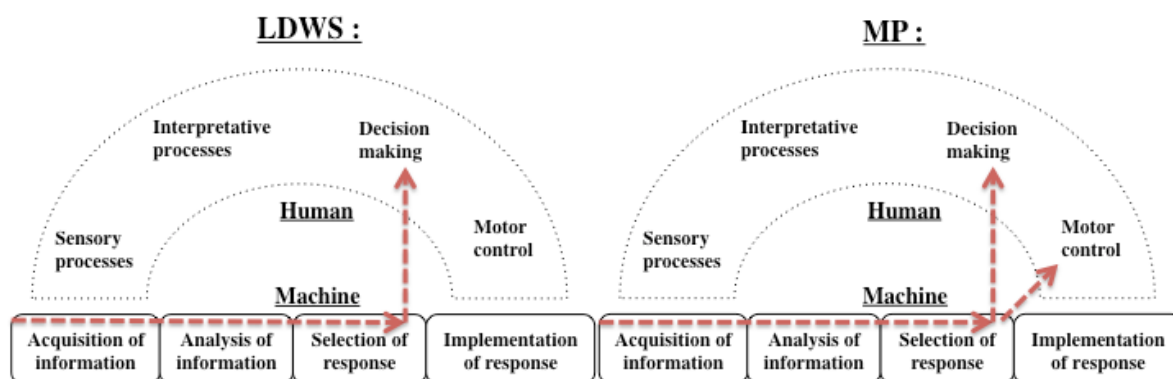 LDWS :
Interpretative
processes
Decision
making
Human
Sensory
processes
Motor
control
Machine
Acquisition of
information
Analysis of
information
Selection of
response
Implementation
of response
MP :
Interpretative
processes
Decision
making
Human
Sensory
processes
Motor
control
Machine
Acquisition of
information
Analysis of
information
Selection of
response
Implementation
of response